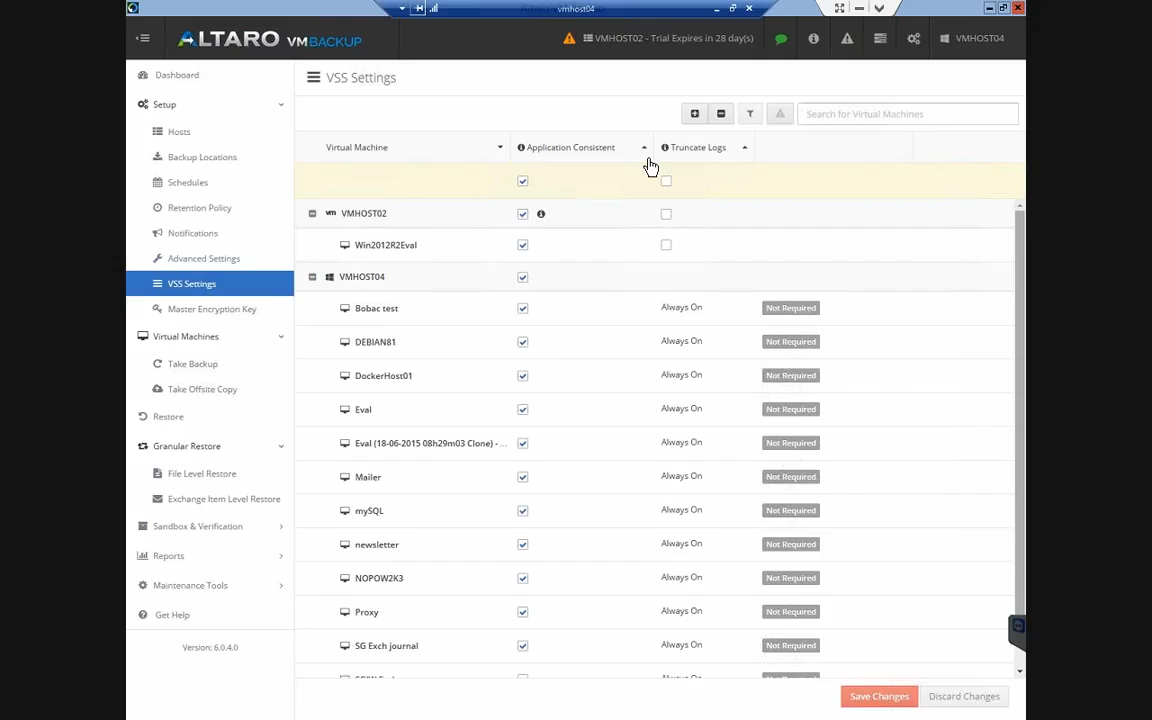 vmhost04
ALTARO VMBACKUP
VMHOST02 - Trial Expires in 28 day(s)
VMHOST04
Dashboard
Setup
Hosts
Backup Locations
Schedules
Retention Policy
Notifications
Advanced Settings
VSS Settings
Master Encryption Key
Virtual Machines
Take Backup
Take Offsite Copy
Restore
Granular Restore
File Level Restore
Exchange Item Level Restore
Sandbox & Verification
Reports
Maintenance Tools
Get Help
Version: 6.0.4.0
VSS Settings
Search for Virtual Machines
Virtual Machine Application Consistent Truncate Logs
vm VMHOST02
Win2012R2Eval
VMHOST04
Bobac test Always On Not Required
DEBIAN81 Always On Not Required
DockerHost01 Always On Not Required
Eval Always On Not Required
Eval (18-06-2015 08h29m03 Clone) - ... Always On Not Required
Mailer Always On Not Required
mySQL Always On Not Required
newsletter Always On Not Required
NOPOW2K3 Always On Not Required
Proxy Always On Not Required
SG Exch journal Always On Not Required
Save Changes Discard Changes